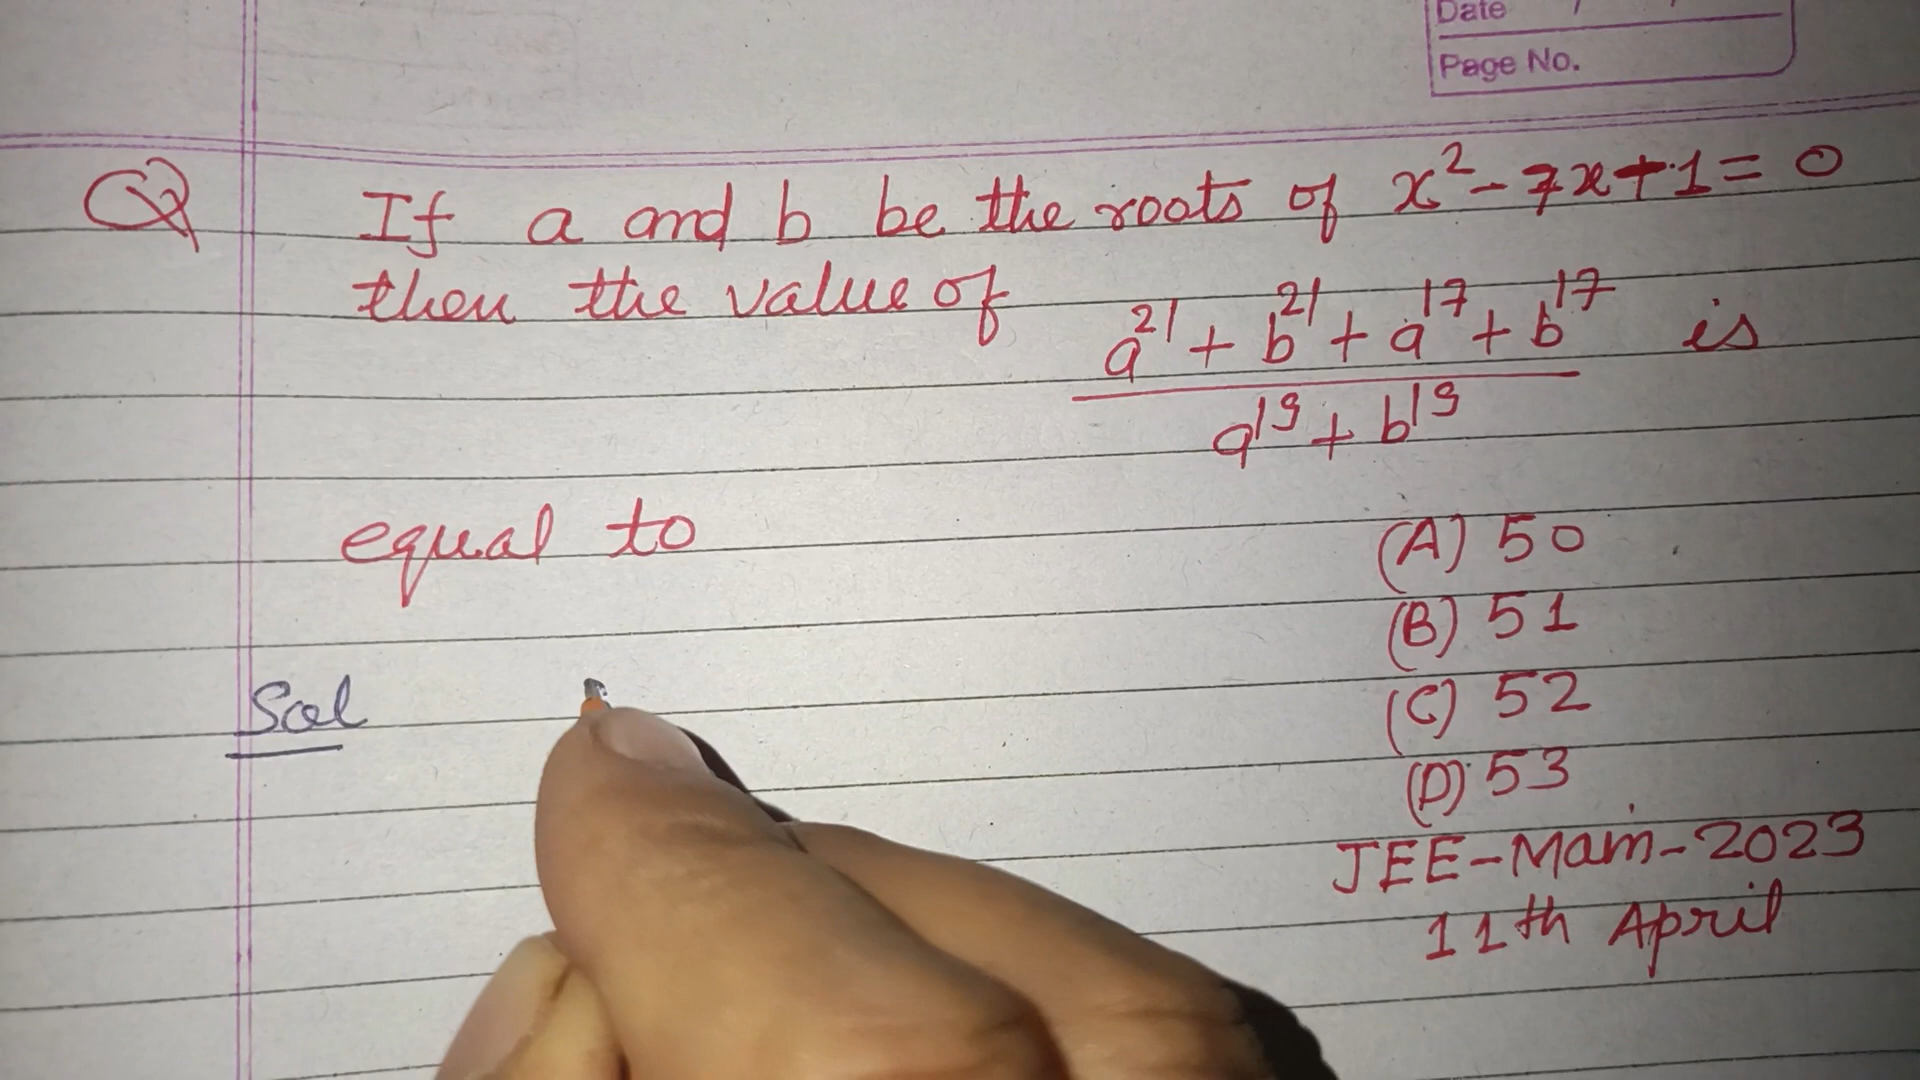 Date / /
Page No.
Q If a and b be the roots of x² - 7x + 1 = 0
then the value of a²¹ + b²¹ + a¹⁷ + b¹⁷ is
a¹⁹ + b¹⁹
equal to
(A) 50
(B) 51
(C) 52
(D) 53
Sol
JEE-Main-2023
11th April